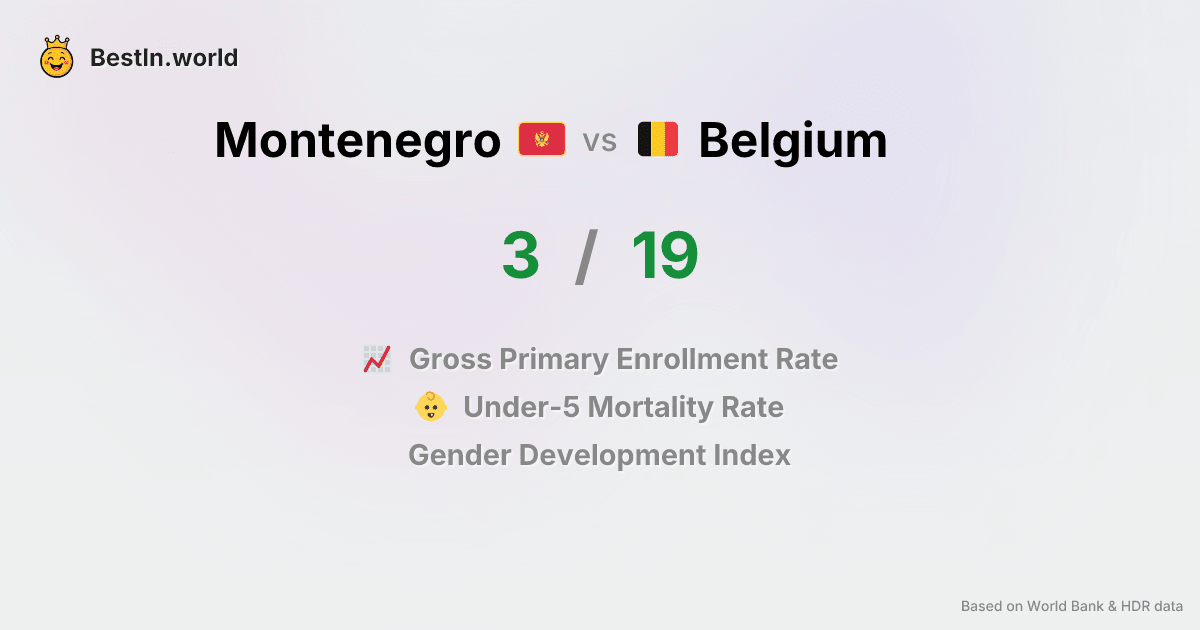 BestIn.world
Montenegro vs Belgium
3 / 19
Gross Primary Enrollment Rate
Under-5 Mortality Rate
Gender Development Index
Based on World Bank & HDR data